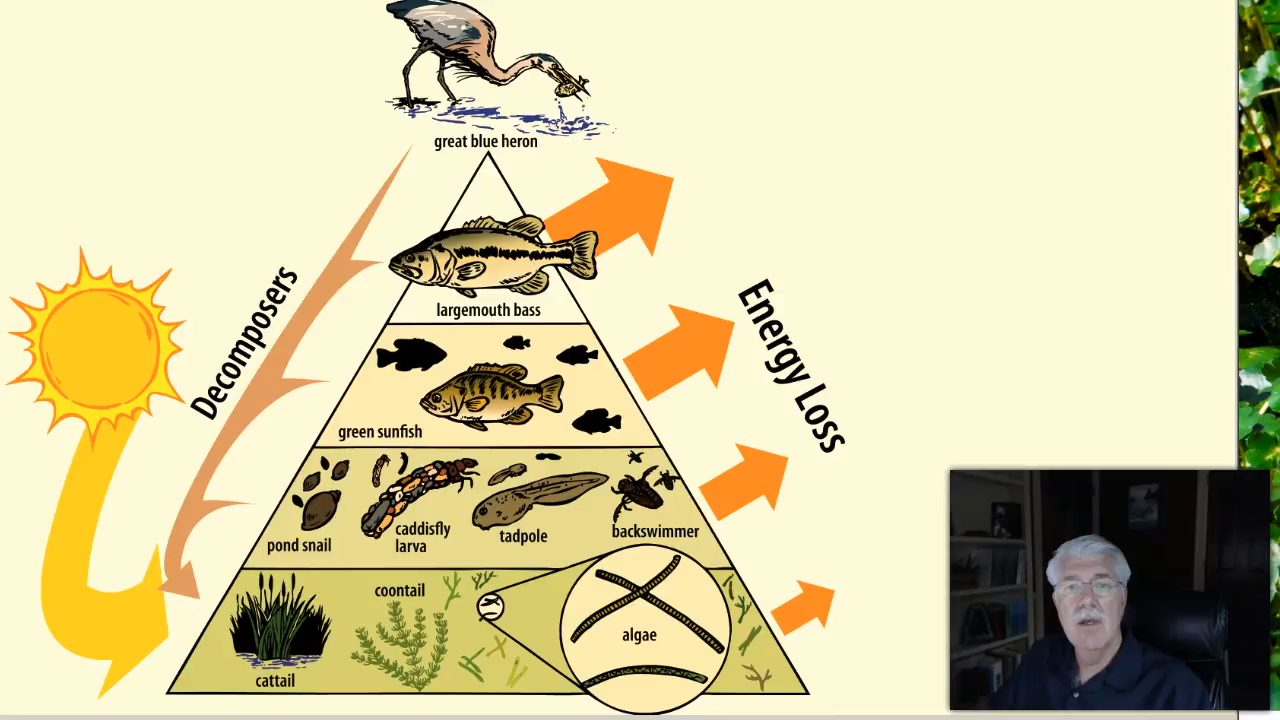 great blue heron
Decomposers
Energy Loss
largemouth bass
green sunfish
pond snail
caddisfly
larva
tadpole
backswimmer
cattail
coontail
algae